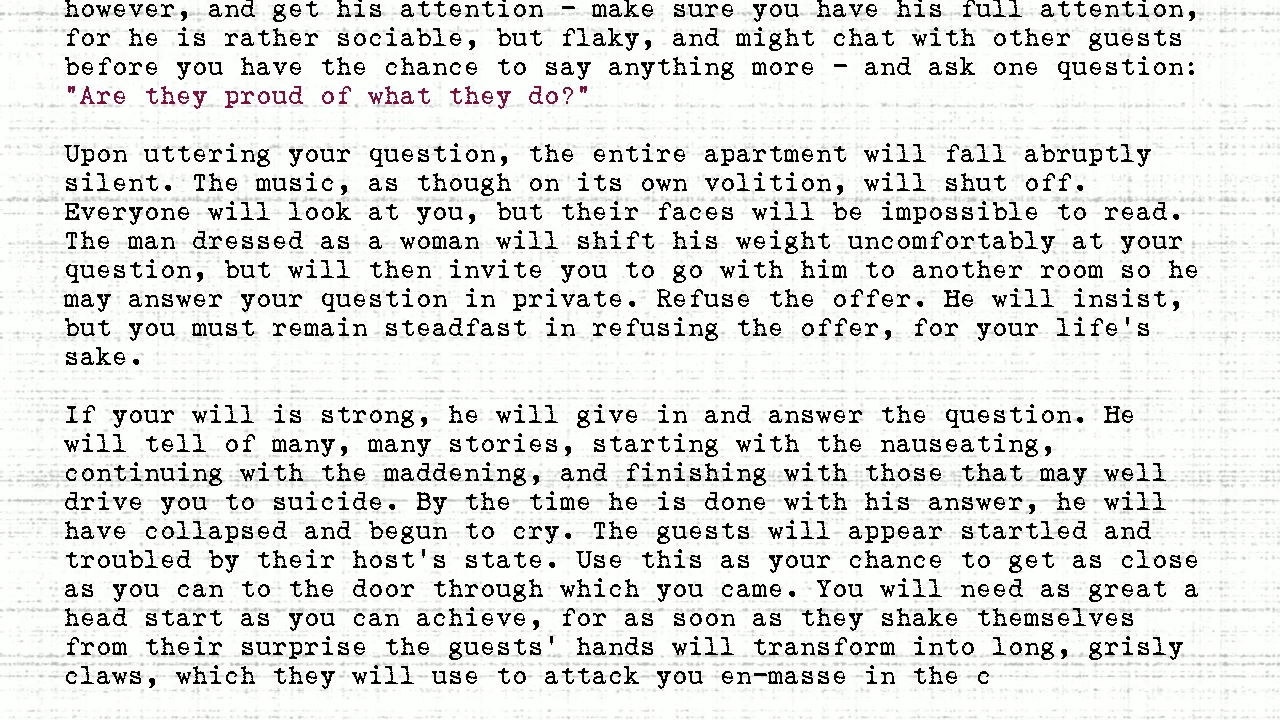 however, and get his attention - make sure you have his full attention,
for he is rather sociable, but flaky, and might chat with other guests
before you have the chance to say anything more - and ask one question:
"Are they proud of what they do?"
Upon uttering your question, the entire apartment will fall abruptly
silent. The music, as though on its own volition, will shut off.
Everyone will look at you, but their faces will be impossible to read.
The man dressed as a woman will shift his weight uncomfortably at your
question, but will then invite you to go with him to another room so he
may answer your question in private. Refuse the offer. He will insist,
but you must remain steadfast in refusing the offer, for your life's
sake.
If your will is strong, he will give in and answer the question. He
will tell of many, many stories, starting with the nauseating,
continuing with the maddening, and finishing with those that may well
drive you to suicide. By the time he is done with his answer, he will
have collapsed and begun to cry. The guests will appear startled and
troubled by their host's state. Use this as your chance to get as close
as you can to the door through which you came. You will need as great a
head start as you can achieve, for as soon as they shake themselves
from their surprise the guests' hands will transform into long, grisly
claws, which they will use to attack you en-masse in the c